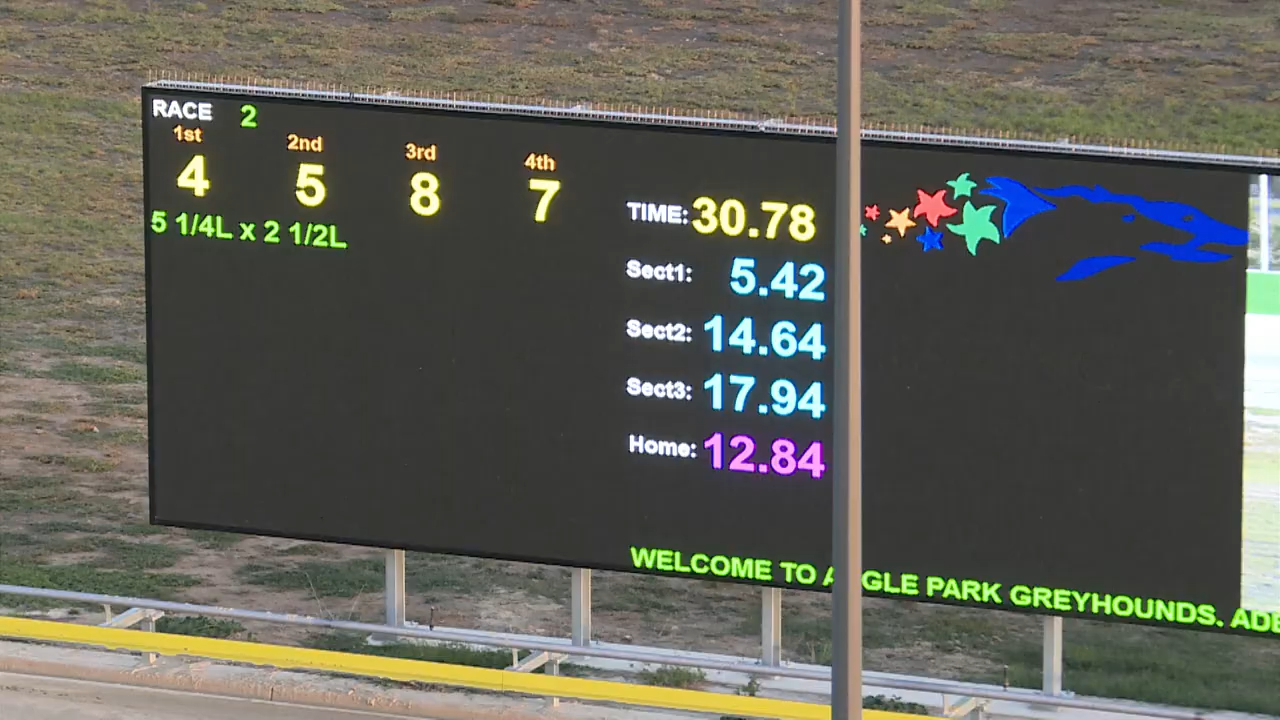 RACE 2
1st 2nd 3rd 4th
4 5 8 7
5 1/4L x 2 1/2L
TIME: 30.78
Sect1: 5.42
Sect2: 14.64
Sect3: 17.94
Home: 12.84
WELCOME TO A GLE PARK GREYHOUNDS. ADE